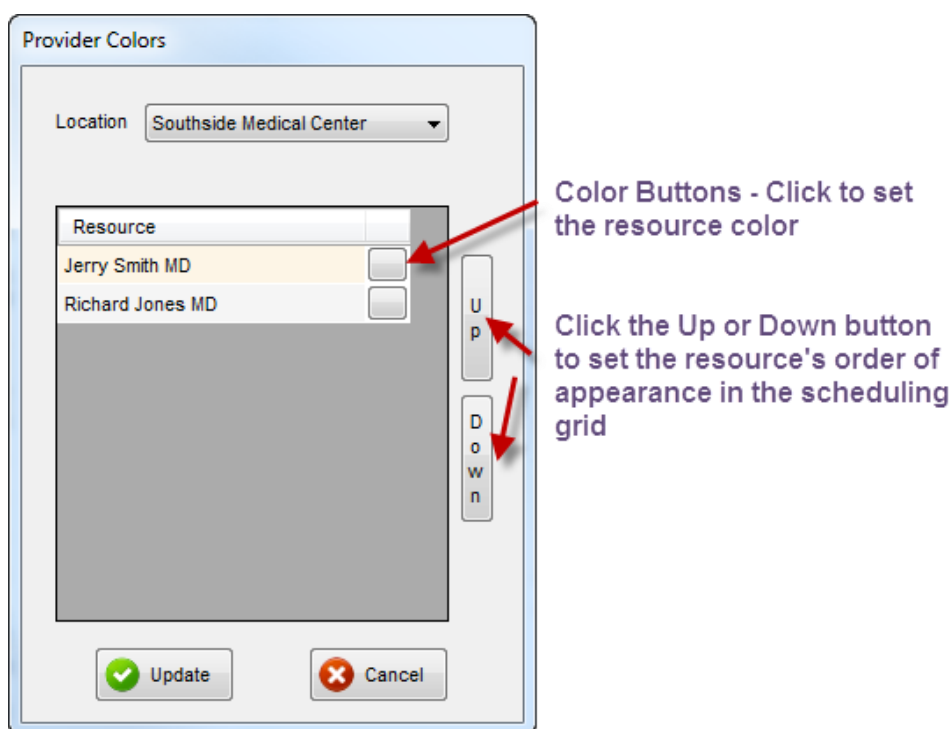 Provider Colors
Location Southside Medical Center
Resource
Jerry Smith MD
Richard Jones MD
Up
Down
Update Cancel
Color Buttons - Click to set
the resource color
Click the Up or Down button
to set the resource's order of
appearance in the scheduling
grid